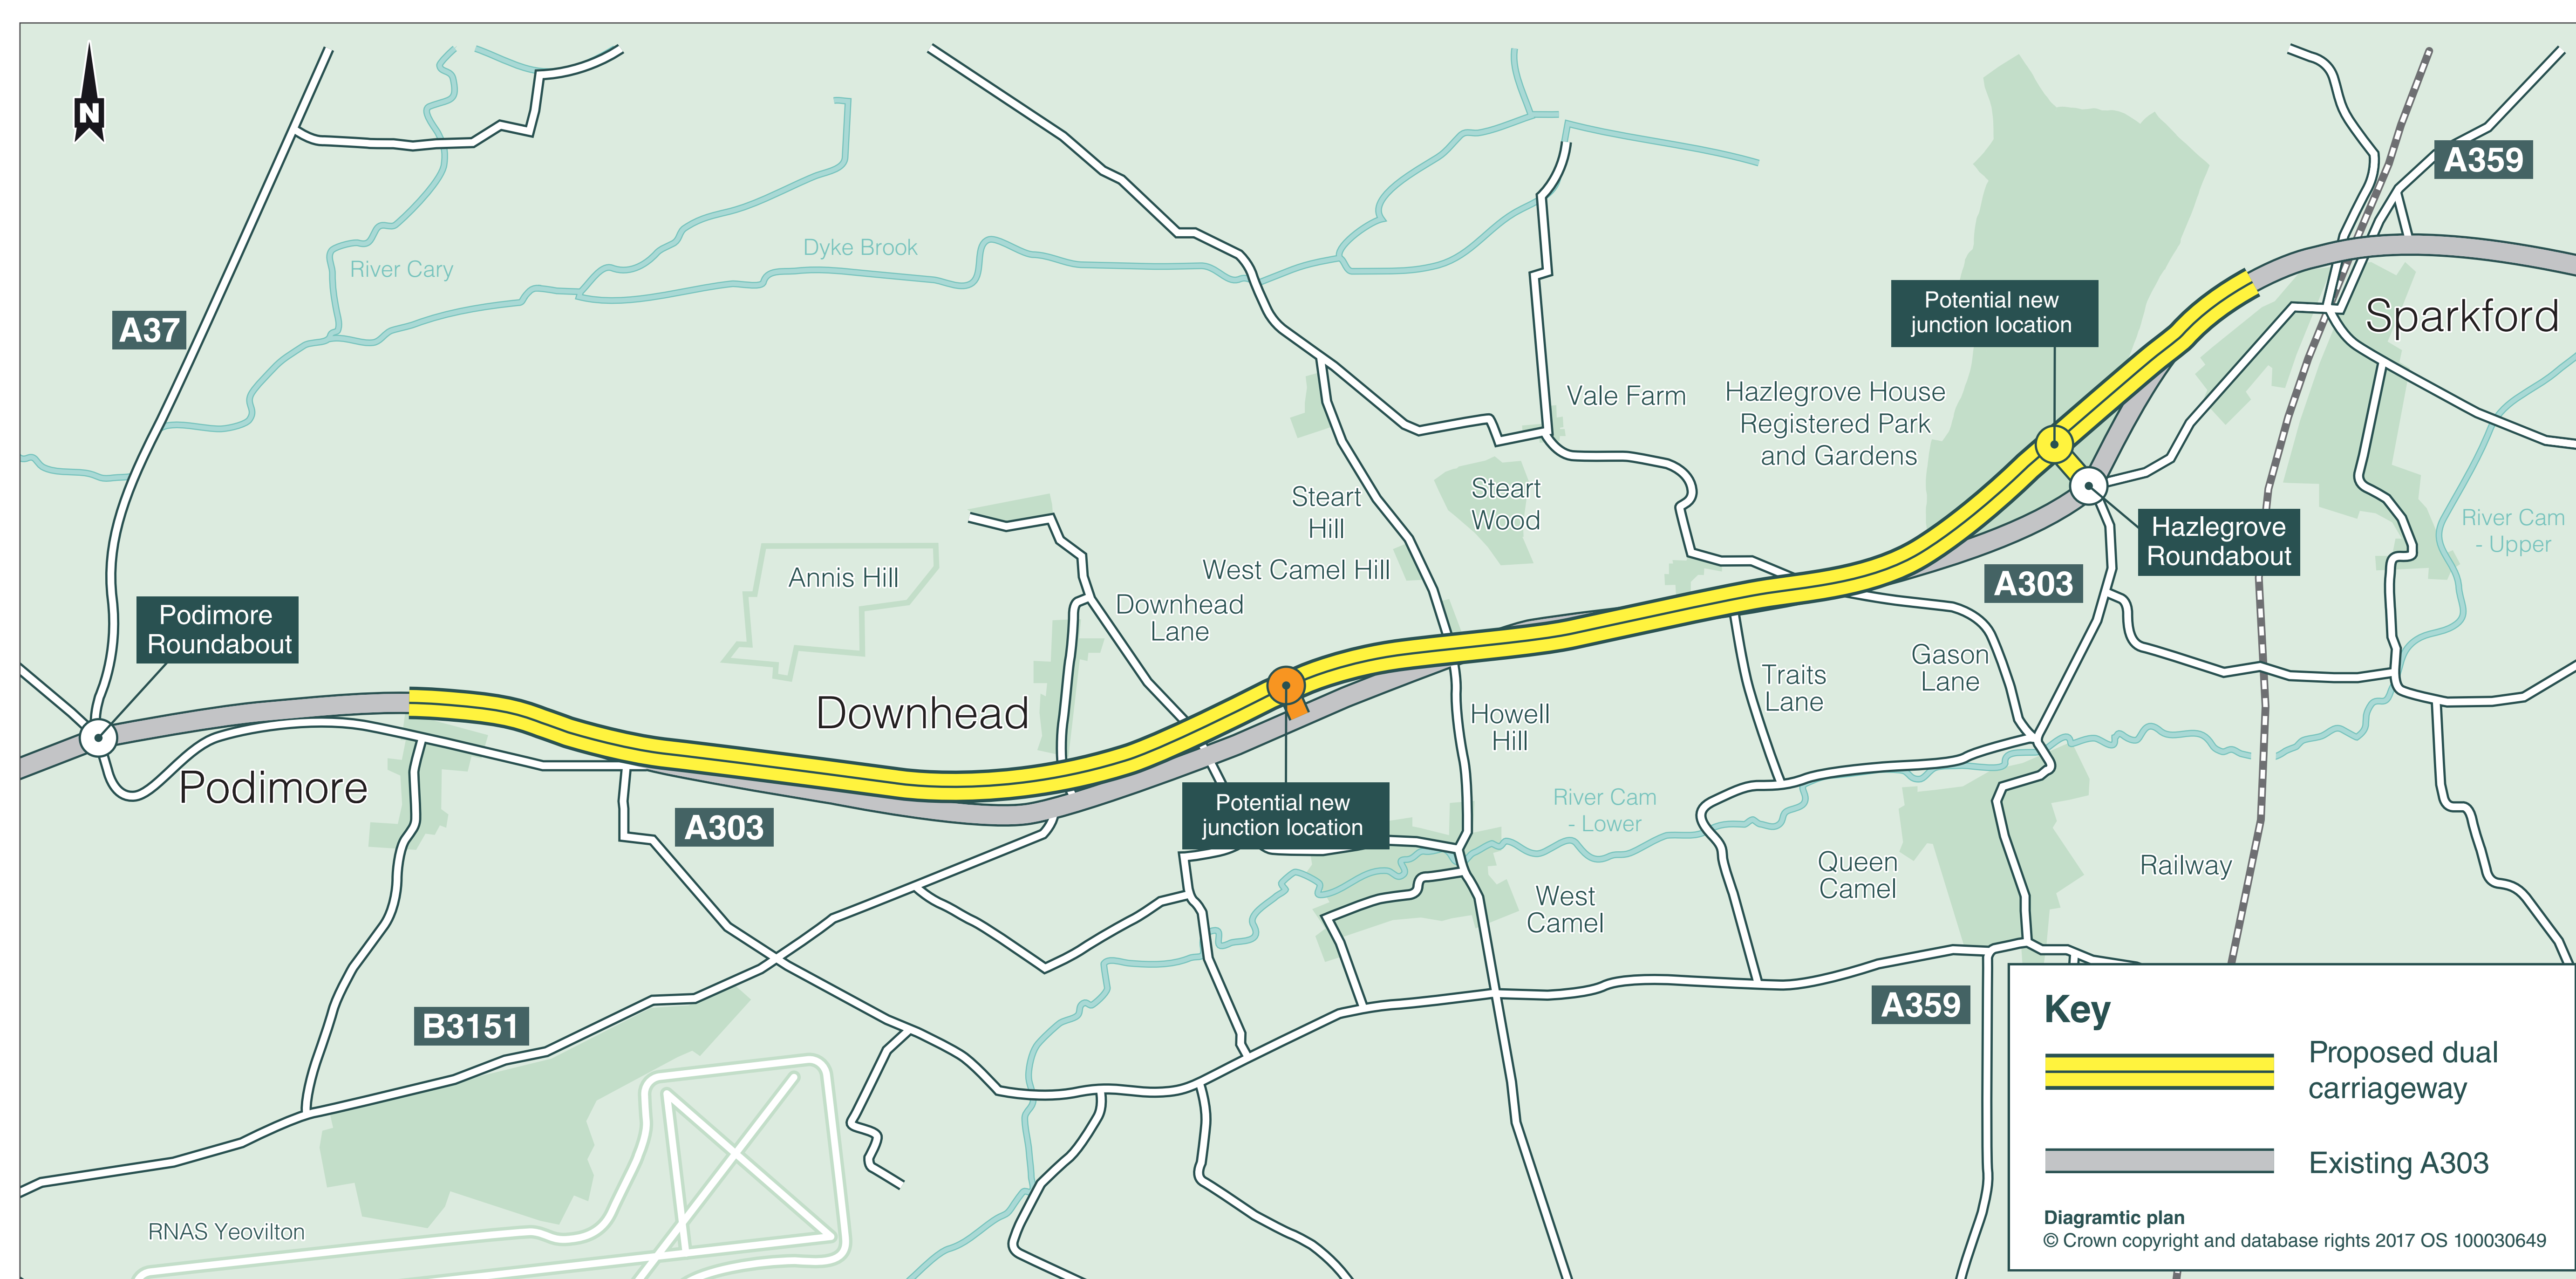 N
A359
Dyke Brook
River Cary
A37
Potential new
junction location
Sparkford
Vale Farm
Hazlegrove House
Registered Park
and Gardens
Steart
Hill
Steart
Wood
River Cam
- Upper
Hazlegrove
Roundabout
West Camel Hill
Annis Hill
A303
Downhead
Lane
Podimore
Roundabout
Gason
Lane
Traits
Lane
Downhead
Howell
Hill
Podimore
Potential new
junction location
River Cam
- Lower
A303
Queen
Camel
Railway
West
Camel
A359
B3151
RNAS Yeovilton
Key
Proposed dual
carriageway
Existing A303
Diagramtic plan
© Crown copyright and database rights 2017 OS 100030649